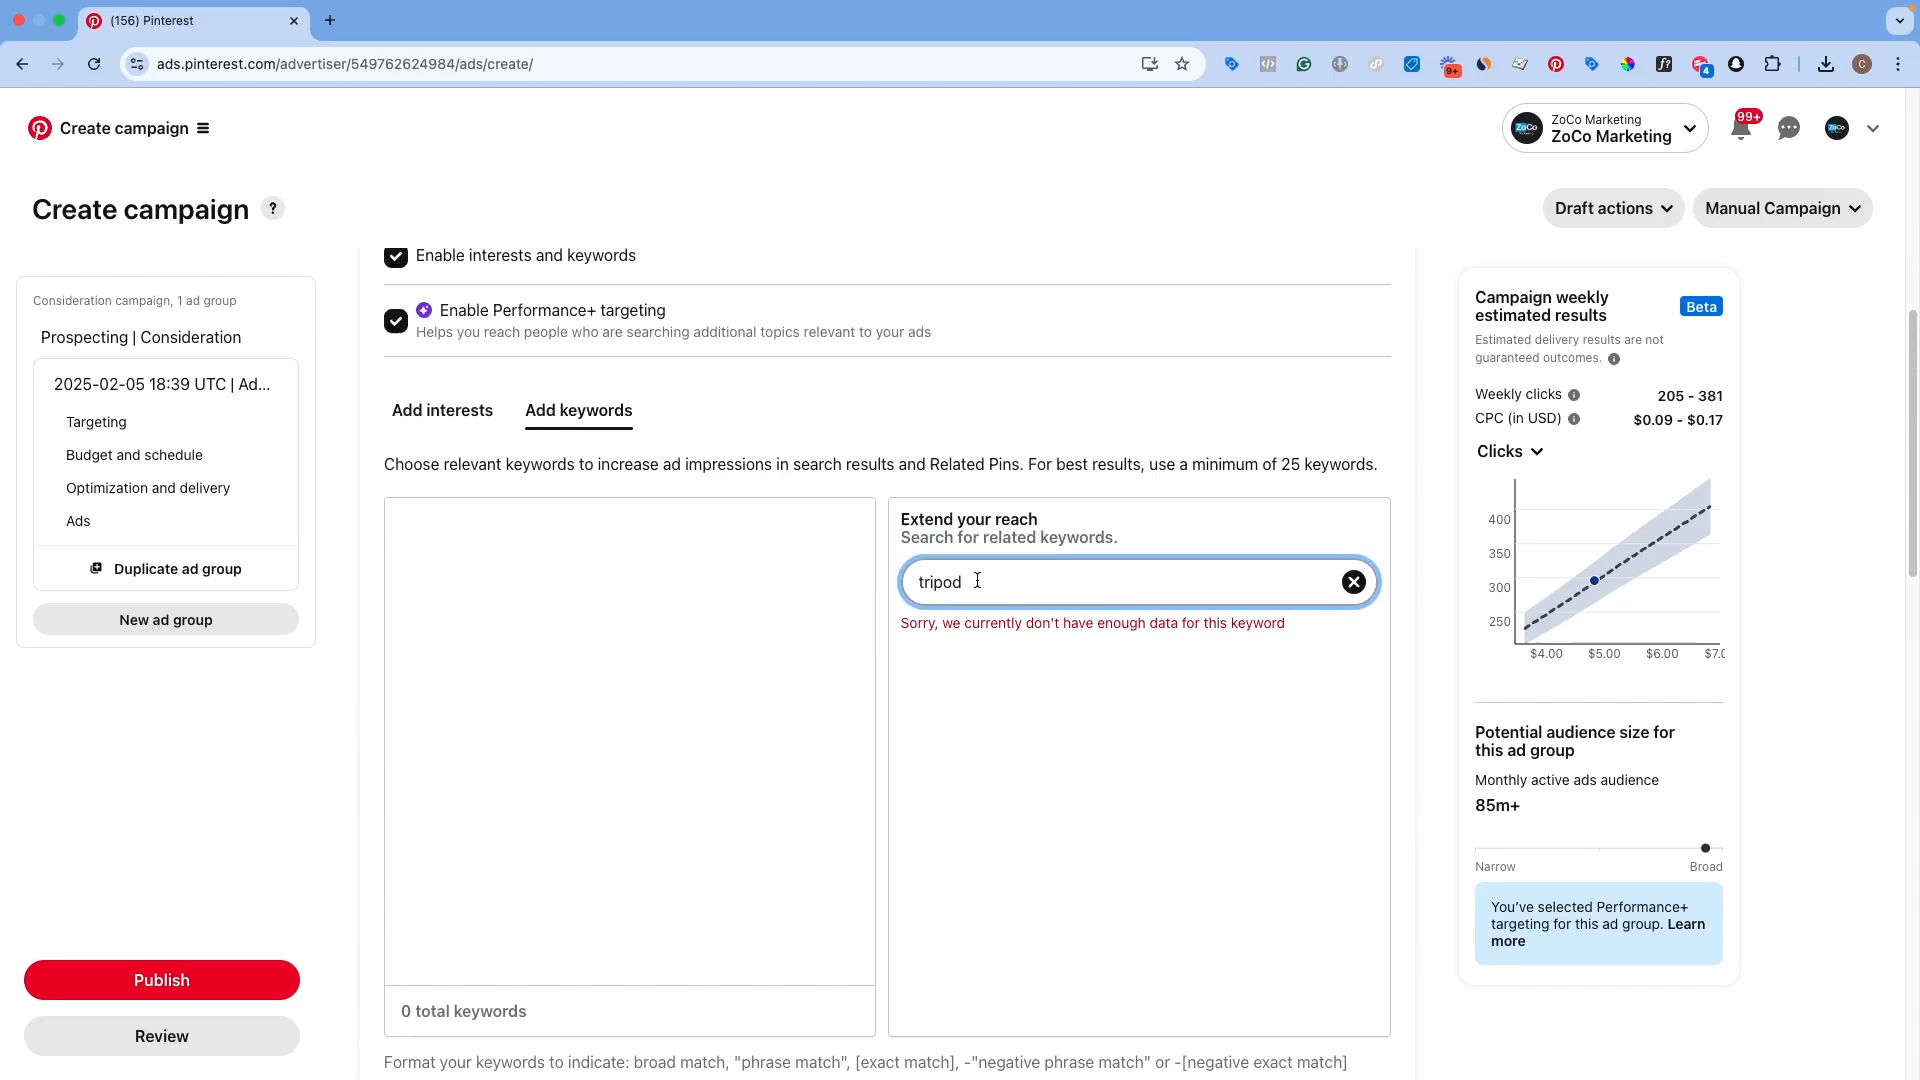 (156) Pinterest
ads.pinterest.com/advertiser/549762624984/ads/create/
9+
f?
4
C
Create campaign
ZoCo
ZoCo Marketing
ZoCo Marketing
99+
ZoCo
Create campaign ?
Draft actions
Manual Campaign
Consideration campaign, 1 ad group
Prospecting | Consideration
2025-02-05 18:39 UTC | Ad...
Targeting
Budget and schedule
Optimization and delivery
Ads
Duplicate ad group
New ad group
Publish
Review
Enable interests and keywords
Enable Performance+ targeting
Helps you reach people who are searching additional topics relevant to your ads
Add interests
Add keywords
Choose relevant keywords to increase ad impressions in search results and Related Pins. For best results, use a minimum of 25 keywords.
0 total keywords
Extend your reach
Search for related keywords.
tripod
Sorry, we currently don't have enough data for this keyword
Format your keywords to indicate: broad match, "phrase match", [exact match], -"negative phrase match" or -[negative exact match]
Campaign weekly
estimated results
Beta
Estimated delivery results are not
guaranteed outcomes.
Weekly clicks
205 - 381
CPC (in USD)
$0.09 - $0.17
Clicks
400
350
300
250
$4.00
$5.00
$6.00
$7.0
Potential audience size for
this ad group
Monthly active ads audience
85m+
Narrow
Broad
You've selected Performance+
targeting for this ad group. Learn
more